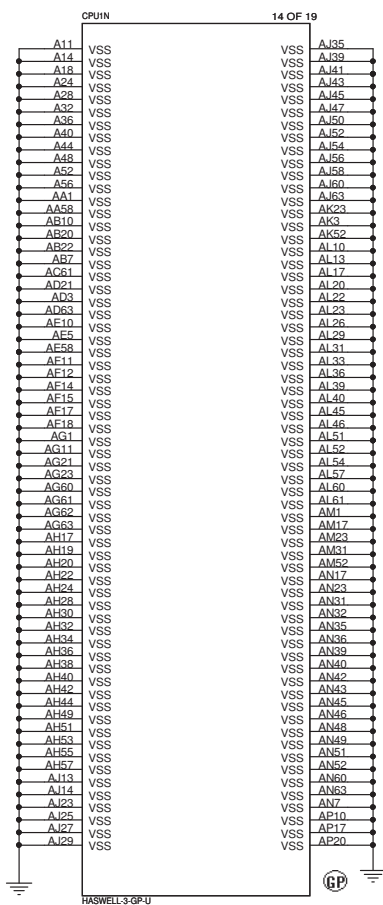 CPU1N 14 OF 19
A11 VSS VSS AJ35
A14 VSS VSS AJ39
A18 VSS VSS AJ41
A24 VSS VSS AJ43
A28 VSS VSS AJ45
A32 VSS VSS AJ47
A36 VSS VSS AJ50
A40 VSS VSS AJ52
A44 VSS VSS AJ54
A48 VSS VSS AJ56
A52 VSS VSS AJ58
A56 VSS VSS AJ60
AA1 VSS VSS AJ63
AA58 VSS VSS AK23
AB10 VSS VSS AK3
AB20 VSS VSS AK52
AB22 VSS VSS AL10
AB7 VSS VSS AL13
AC61 VSS VSS AL17
AD21 VSS VSS AL20
AD3 VSS VSS AL22
AD63 VSS VSS AL23
AE10 VSS VSS AL26
AE5 VSS VSS AL29
AE58 VSS VSS AL31
AF11 VSS VSS AL33
AF12 VSS VSS AL36
AF14 VSS VSS AL39
AF15 VSS VSS AL40
AF17 VSS VSS AL45
AF18 VSS VSS AL46
AG1 VSS VSS AL51
AG11 VSS VSS AL52
AG21 VSS VSS AL54
AG23 VSS VSS AL57
AG60 VSS VSS AL60
AG61 VSS VSS AL61
AG62 VSS VSS AM1
AG63 VSS VSS AM17
AH17 VSS VSS AM23
AH19 VSS VSS AM31
AH20 VSS VSS AM52
AH22 VSS VSS AN17
AH24 VSS VSS AN23
AH28 VSS VSS AN31
AH30 VSS VSS AN32
AH32 VSS VSS AN35
AH34 VSS VSS AN36
AH36 VSS VSS AN39
AH38 VSS VSS AN40
AH40 VSS VSS AN42
AH42 VSS VSS AN43
AH44 VSS VSS AN45
AH49 VSS VSS AN46
AH51 VSS VSS AN48
AH53 VSS VSS AN49
AH55 VSS VSS AN51
AH57 VSS VSS AN52
AJ13 VSS VSS AN60
AJ14 VSS VSS AN63
AJ23 VSS VSS AN7
AJ25 VSS VSS AP10
AJ27 VSS VSS AP17
AJ29 VSS VSS AP20
GP
HASWELL-3-GP-U